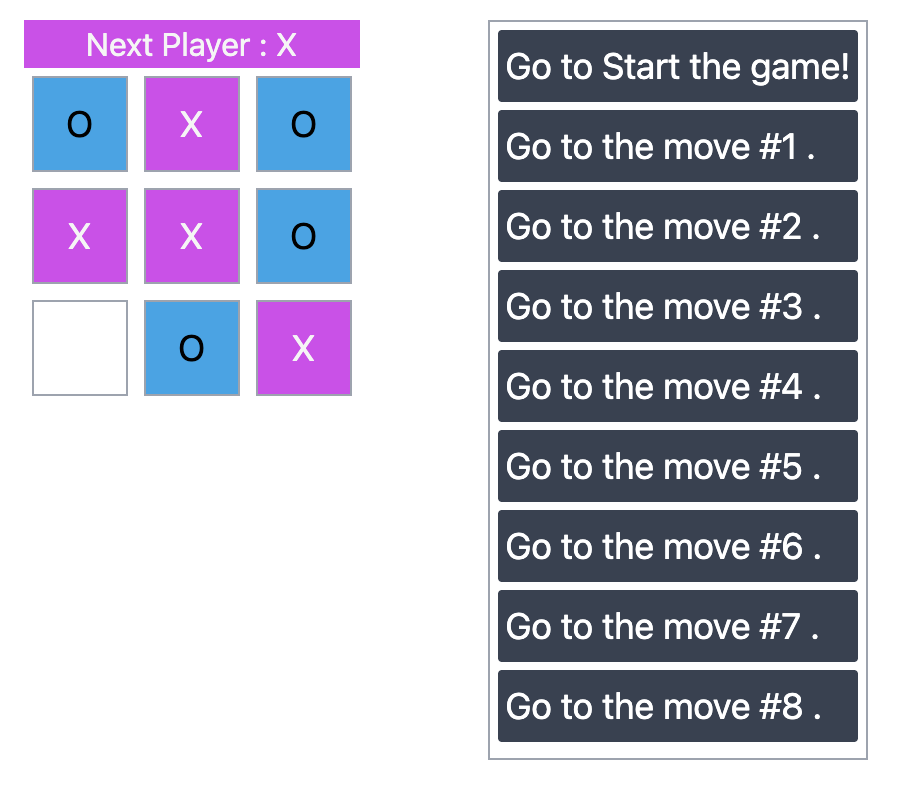 Next Player : X
O X O
X X O
O X
Go to Start the game!
Go to the move #1 .
Go to the move #2 .
Go to the move #3 .
Go to the move #4 .
Go to the move #5 .
Go to the move #6 .
Go to the move #7 .
Go to the move #8 .